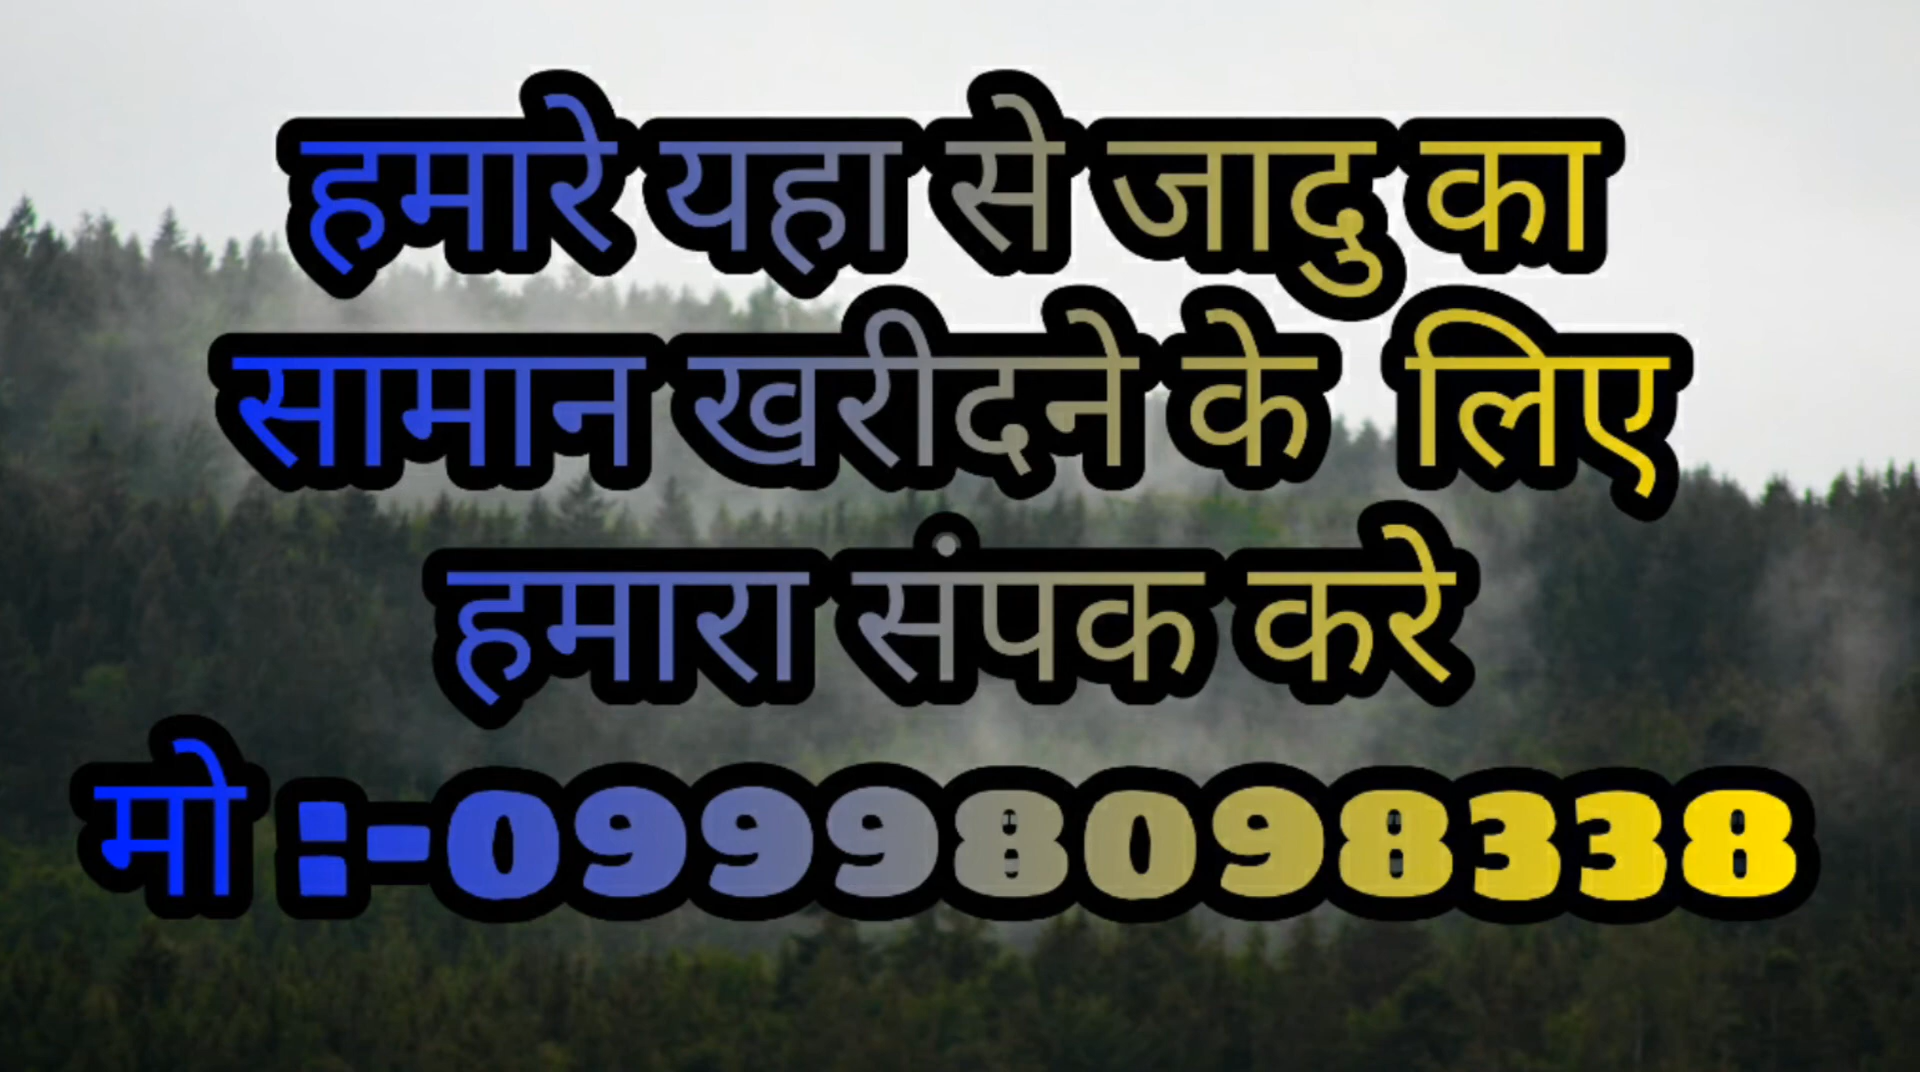 हमारे यहा से जादु का
सामान खरीदने के लिए
हमारा संपक करे
मो :-09998098338